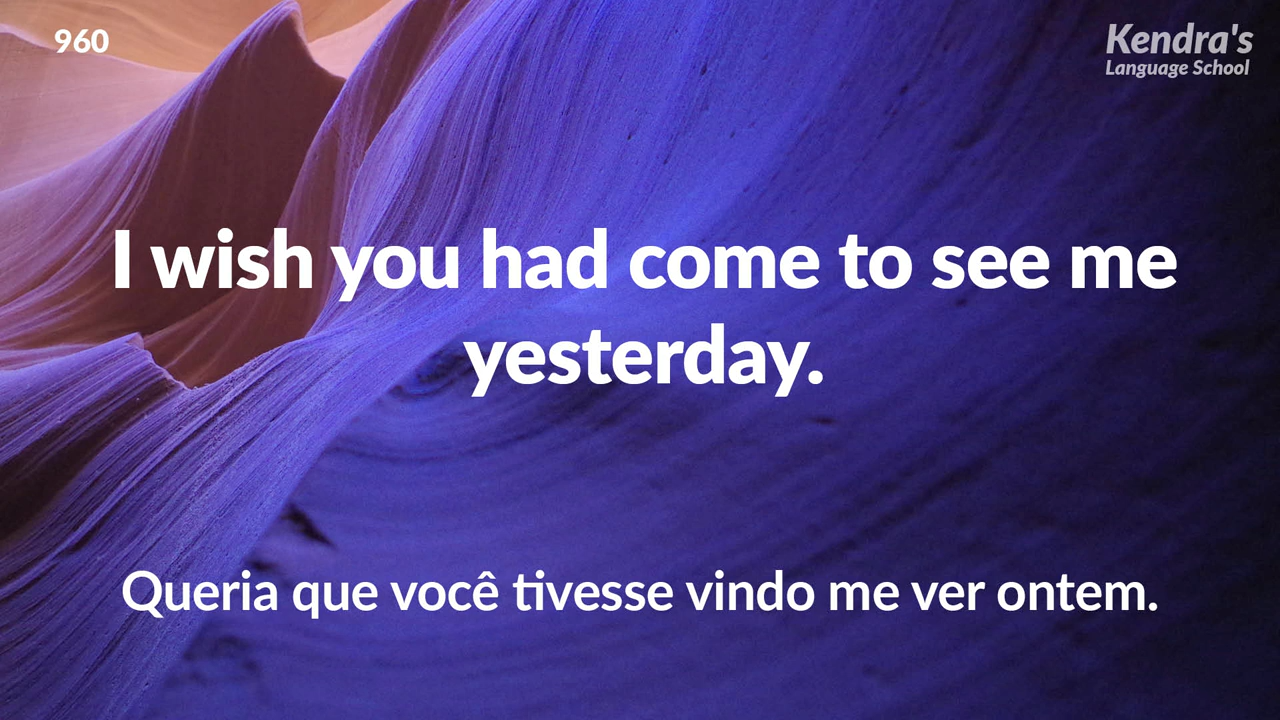 960
Kendra's
Language School
I wish you had come to see me
yesterday.
Queria que você tivesse vindo me ver ontem.